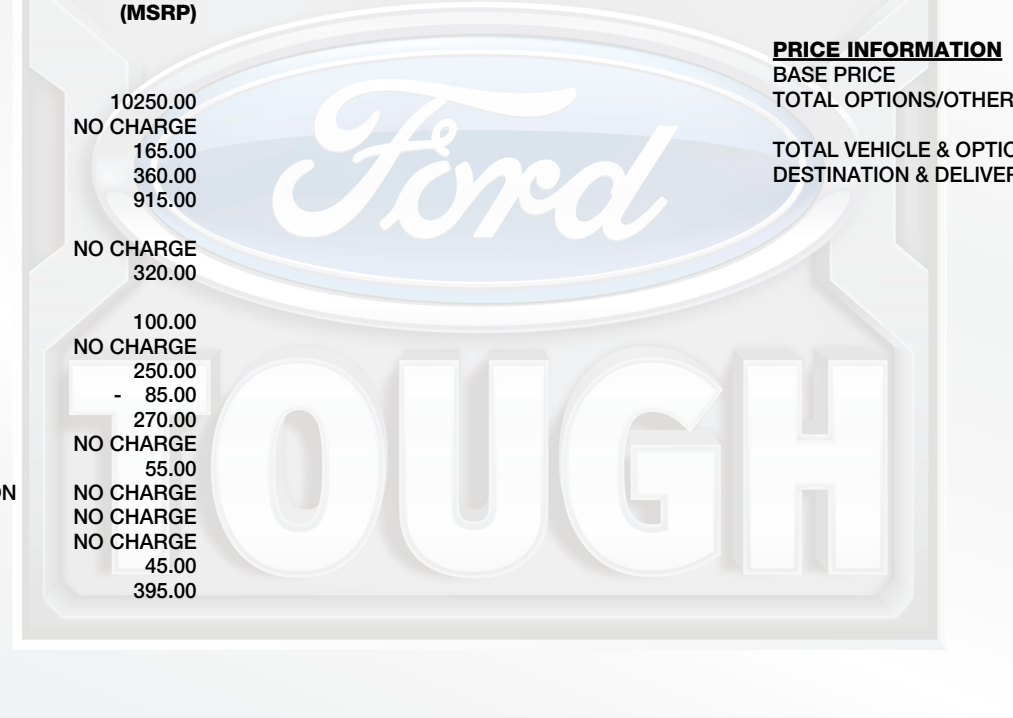 (MSRP)
10250.00
NO CHARGE
165.00
360.00
915.00
NO CHARGE
320.00
100.00
NO CHARGE
250.00
- 85.00
270.00
NO CHARGE
55.00
ON NO CHARGE
NO CHARGE
NO CHARGE
45.00
395.00
PRICE INFORMATION
BASE PRICE
TOTAL OPTIONS/OTHER
TOTAL VEHICLE & OPTIO
DESTINATION & DELIVER
Ford
TOUGH